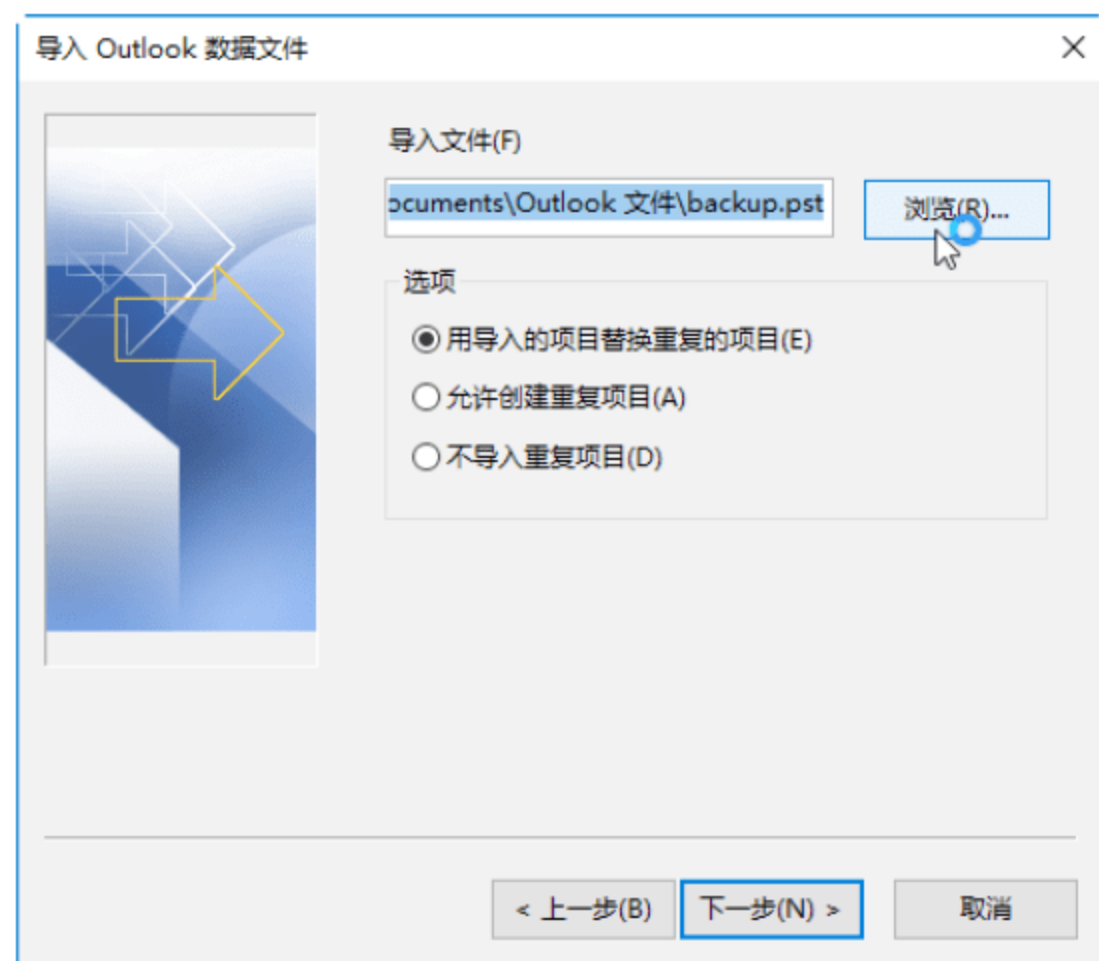 导入 Outlook 数据文件
导入文件(F)
ocuments\Outlook 文件\backup.pst
浏览(R)...
选项
用导入的项目替换重复的项目(E)
允许创建重复项目(A)
不导入重复项目(D)
< 上一步(B)
下一步(N) >
取消